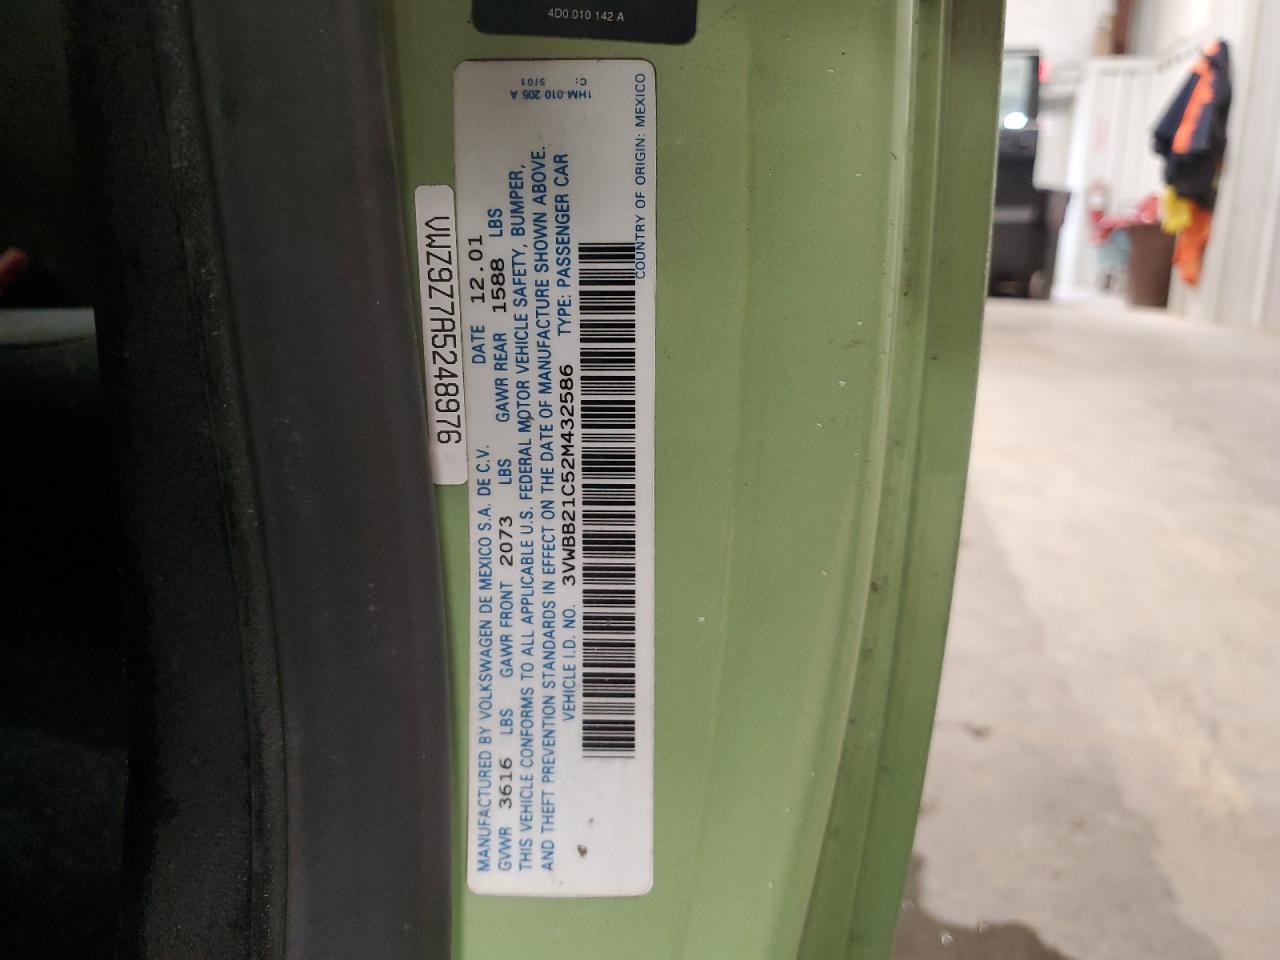 4D0 010 142 A
1HM 010 205 A
C: 5/01
VWZ9Z7A5248976
MANUFACTURED BY VOLKSWAGEN DE MEXICO S.A. DE C.V. DATE 12.01
GVWR 3616 LBS GAWR FRONT 2073 LBS GAWR REAR 1588 LBS
THIS VEHICLE CONFORMS TO ALL APPLICABLE U.S. FEDERAL MOTOR VEHICLE SAFETY, BUMPER,
AND THEFT PREVENTION STANDARDS IN EFFECT ON THE DATE OF MANUFACTURE SHOWN ABOVE.
VEHICLE I.D. NO. 3VWBB21C52M432586 TYPE: PASSENGER CAR
COUNTRY OF ORIGIN: MEXICO